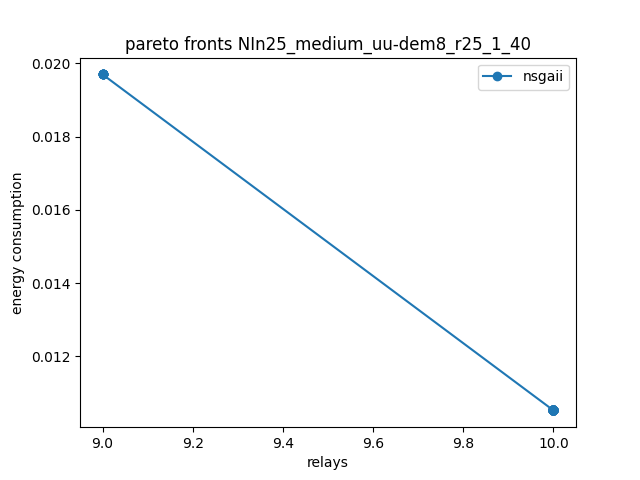 pareto fronts NIn25_medium_uu-dem8_r25_1_40
nsgaii
0.020
0.018
0.016
0.014
0.012
energy consumption
9.0 9.2 9.4 9.6 9.8 10.0
relays